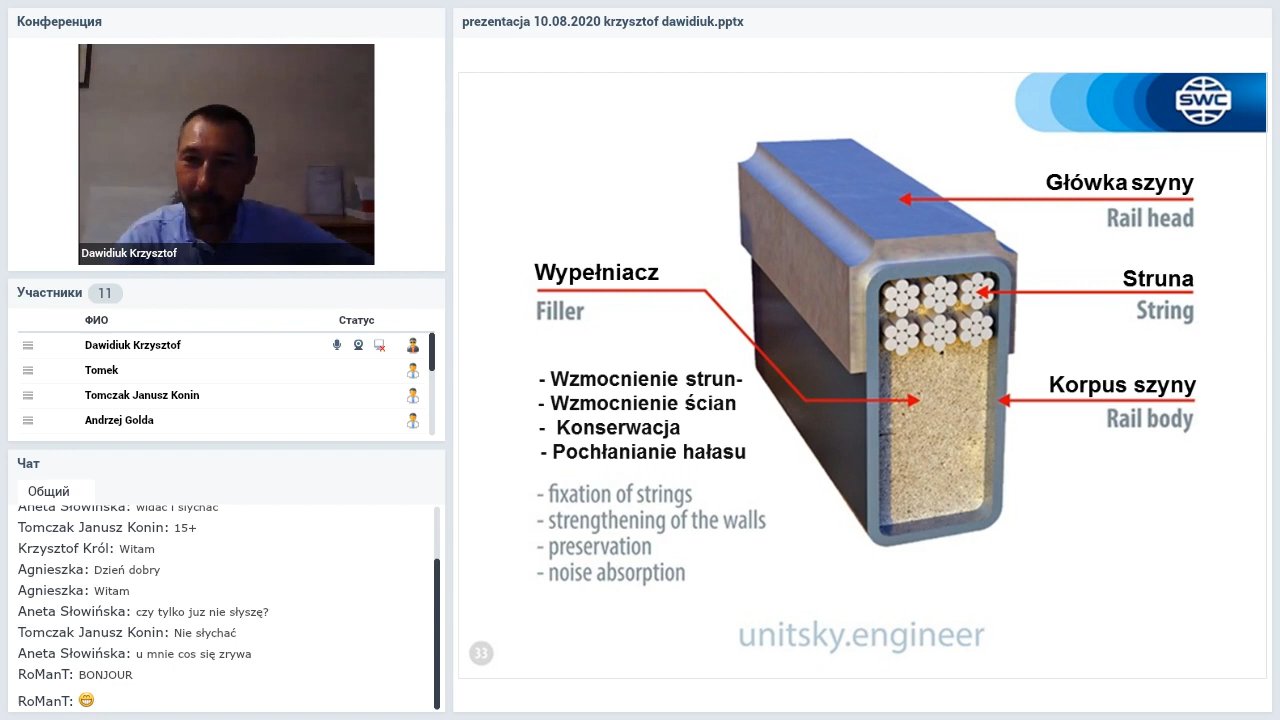 Конференция
Dawidiuk Krzysztof
Участники 11
ФИО Статус
Dawidiuk Krzysztof
Tomek
Tomczak Janusz Konin
Andrzej Golda
Чат
Общий
Aneta Słowińska: widać i słychać
Tomczak Janusz Konin: 15+
Krzysztof Król: Witam
Agnieszka: Dzień dobry
Agnieszka: Witam
Aneta Słowińska: czy tylko juz nie słyszę?
Tomczak Janusz Konin: Nie słychać
Aneta Słowińska: u mnie cos się zrywa
RoManT: BONJOUR
RoManT: 😁
prezentacja 10.08.2020 krzysztof dawidiuk.pptx
SWC
Główka szyny
Rail head
Struna
String
Korpus szyny
Rail body
Wypełniacz
Filler
- Wzmocnienie strun-
- Wzmocnienie ścian
- Konserwacja
- Pochłanianie hałasu
- fixation of strings
- strengthening of the walls
- preservation
- noise absorption
unitsky.engineer
33